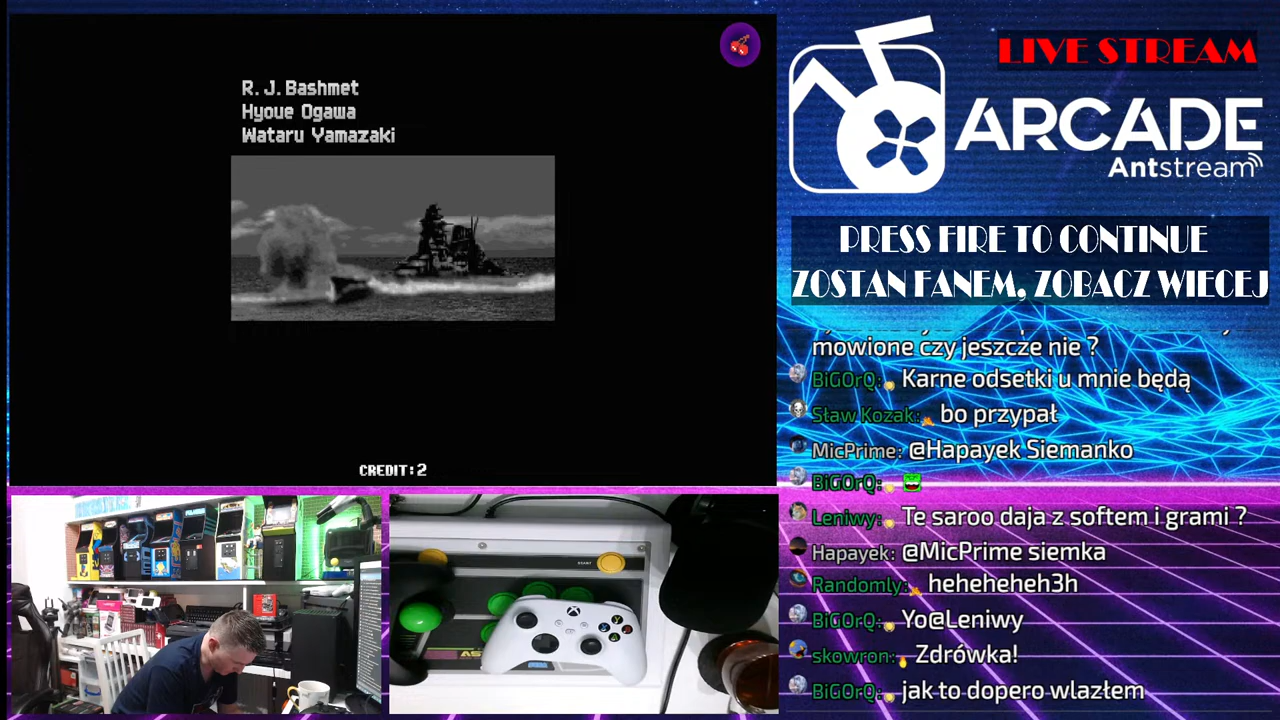 R. J. Bashmet
Hyoue Ogawa
Wataru Yamazaki
CREDIT:2
LIVE STREAM
ARCADE
Antstream
PRESS FIRE TO CONTINUE
ZOSTAN FANEM, ZOBACZ WIECEJ
mowione czy jeszcze nie ?
BiGOrQ: Karne odsetki u mnie będą
Sław Kozak: bo przypał
MicPrime: @Hapayek Siemanko
BiGOrQ:
Leniwy: Te saroo daja z softem i grami ?
Hapayek: @MicPrime siemka
Randomly: heheheheh3h
BiGOrQ: Yo@Leniwy
skowron: Zdrówka!
BiGOrQ: jak to dopero wlazłem